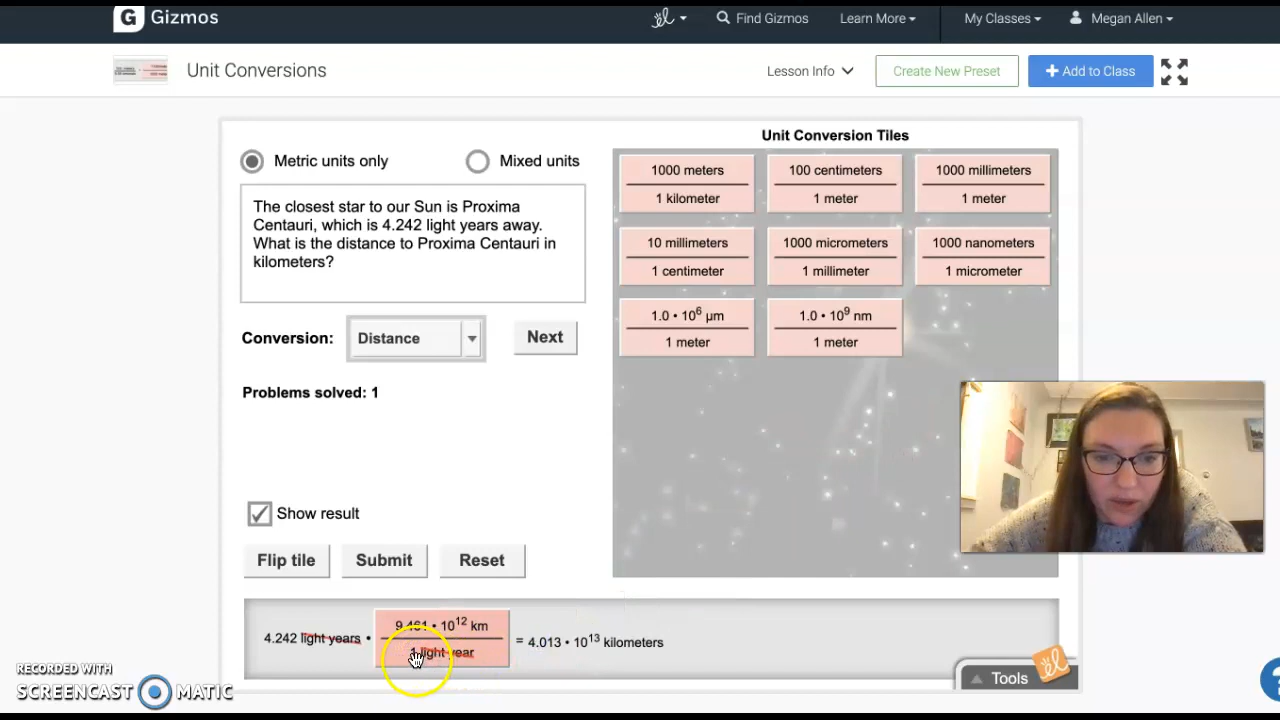 G Gizmos
Find Gizmos
Learn More
My Classes
Megan Allen
Unit Conversions
Lesson Info
Create New Preset
+ Add to Class
Metric units only
Mixed units
The closest star to our Sun is Proxima
Centauri, which is 4.242 light years away.
What is the distance to Proxima Centauri in
kilometers?
Conversion:
Distance
Next
Problems solved: 1
Show result
Flip tile
Submit
Reset
Unit Conversion Tiles
1000 meters
1 kilometer
100 centimeters
1 meter
1000 millimeters
1 meter
10 millimeters
1 centimeter
1000 micrometers
1 millimeter
1000 nanometers
1 micrometer
1.0 • 10⁶ μm
1 meter
1.0 • 10⁹ nm
1 meter
4.242 light years •
9.461 • 10¹² km
1 light year
= 4.013 • 10¹³ kilometers
Tools
?
RECORDED WITH
SCREENCAST MATIC